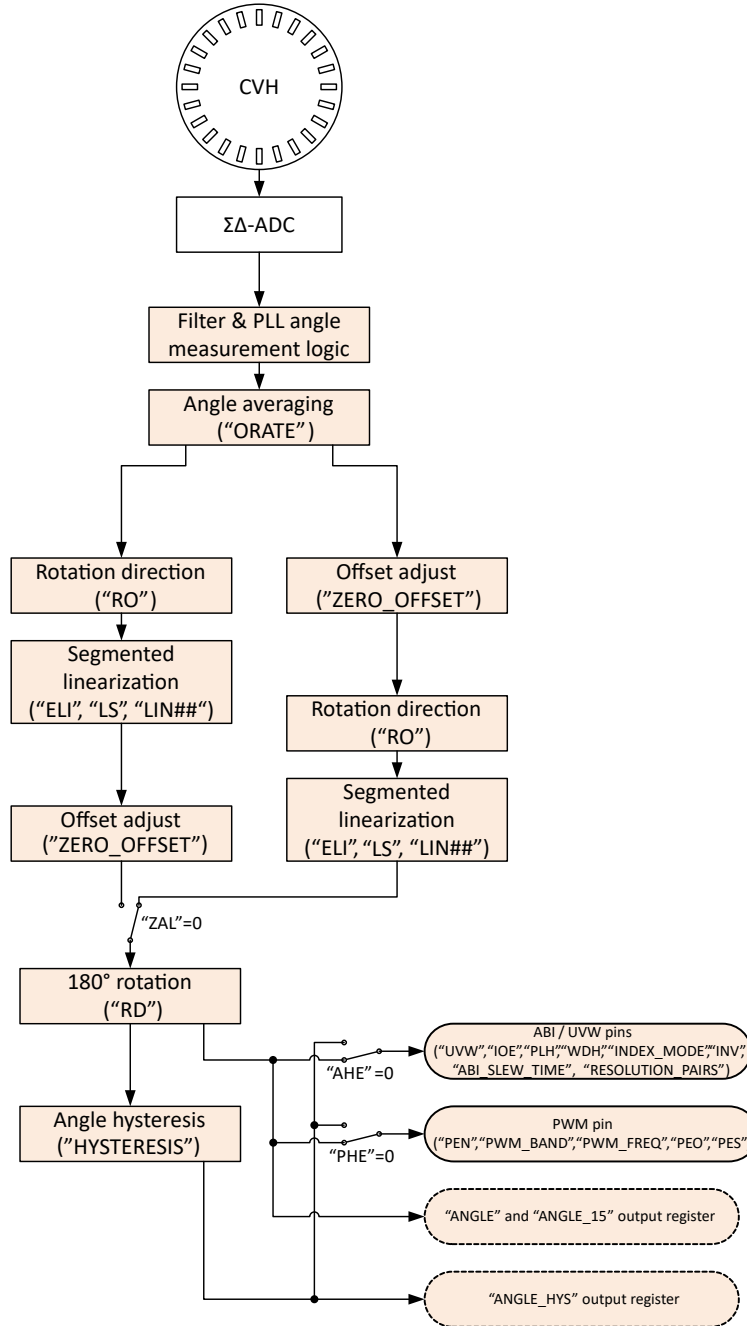 CVH
ΣΔ-ADC
Filter & PLL angle
measurement logic
Angle averaging
(“ORATE”)
Rotation direction
(“RO”)
Segmented
linearization
(“ELI”, “LS”, “LIN##“)
Offset adjust
(”ZERO_OFFSET”)
Offset adjust
(”ZERO_OFFSET”)
Rotation direction
(“RO”)
Segmented
linearization
(“ELI”, “LS”, “LIN##”)
“ZAL”=0
180° rotation
(“RD”)
Angle hysteresis
(”HYSTERESIS”)
“AHE”=0
“PHE”=0
ABI / UVW pins
(“UVW”,“IOE”,“PLH”,“WDH”,“INDEX_MODE”,“INV”,
“ABI_SLEW_TIME”, “RESOLUTION_PAIRS”)
PWM pin
(“PEN”,“PWM_BAND”,“PWM_FREQ”,“PEO”,“PES”)
“ANGLE” and “ANGLE_15” output register
“ANGLE_HYS” output register